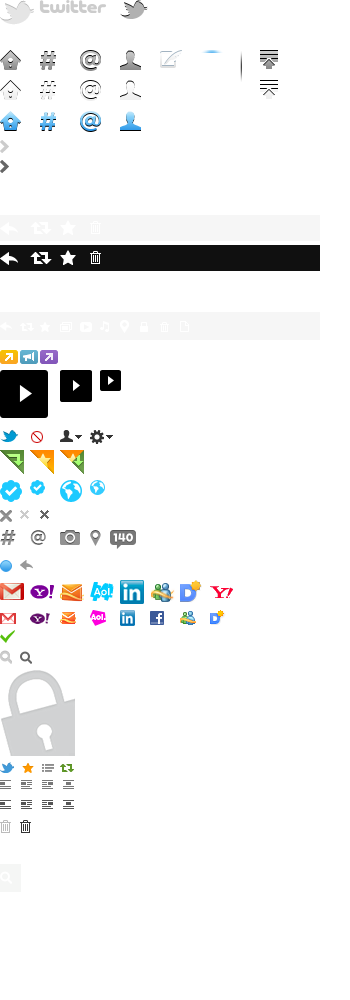 twitter
# @
# @
# @
# @ 140
Y! Aol. in D Y!
Y! Aol. in f D